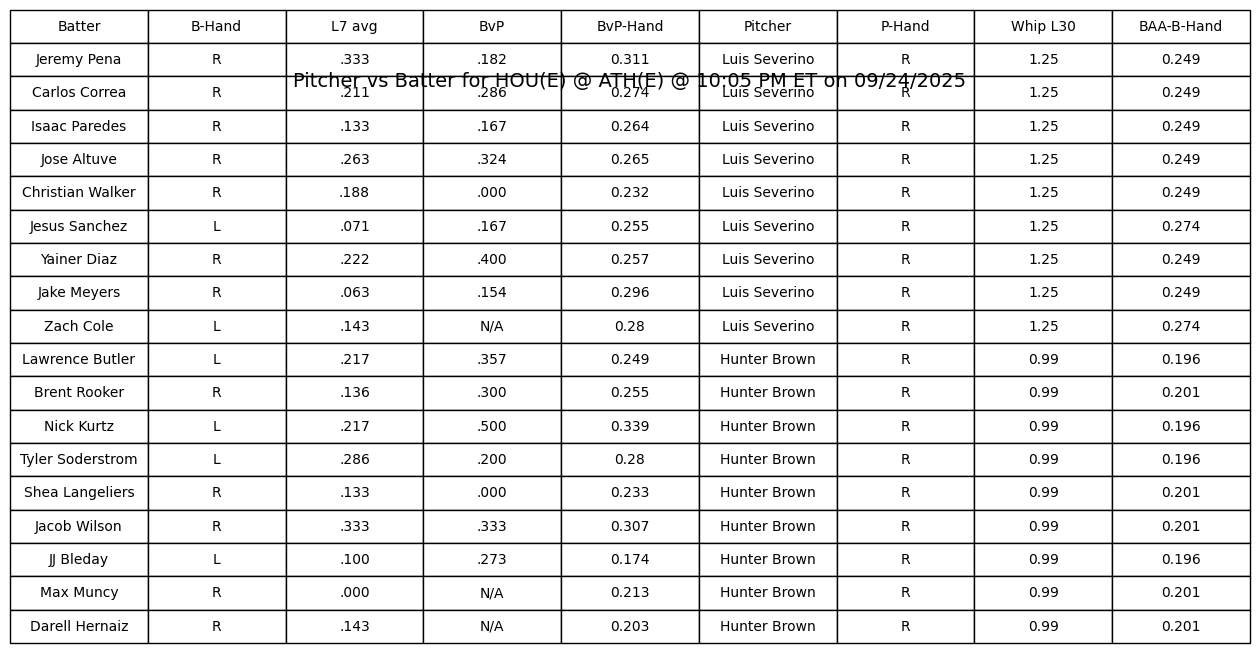 Batter B-Hand L7 avg BvP BvP-Hand Pitcher P-Hand Whip L30 BAA-B-Hand
Jeremy Pena R .333 .182 0.311 Luis Severino R 1.25 0.249
Pitcher vs Batter for HOU(E) @ ATH(E) @ 10:05 PM ET on 09/24/2025
Carlos Correa R .211 .286 0.274 Luis Severino R 1.25 0.249
Isaac Paredes R .133 .167 0.264 Luis Severino R 1.25 0.249
Jose Altuve R .263 .324 0.265 Luis Severino R 1.25 0.249
Christian Walker R .188 .000 0.232 Luis Severino R 1.25 0.249
Jesus Sanchez L .071 .167 0.255 Luis Severino R 1.25 0.274
Yainer Diaz R .222 .400 0.257 Luis Severino R 1.25 0.249
Jake Meyers R .063 .154 0.296 Luis Severino R 1.25 0.249
Zach Cole L .143 N/A 0.28 Luis Severino R 1.25 0.274
Lawrence Butler L .217 .357 0.249 Hunter Brown R 0.99 0.196
Brent Rooker R .136 .300 0.255 Hunter Brown R 0.99 0.201
Nick Kurtz L .217 .500 0.339 Hunter Brown R 0.99 0.196
Tyler Soderstrom L .286 .200 0.28 Hunter Brown R 0.99 0.196
Shea Langeliers R .133 .000 0.233 Hunter Brown R 0.99 0.201
Jacob Wilson R .333 .333 0.307 Hunter Brown R 0.99 0.201
JJ Bleday L .100 .273 0.174 Hunter Brown R 0.99 0.196
Max Muncy R .000 N/A 0.213 Hunter Brown R 0.99 0.201
Darell Hernaiz R .143 N/A 0.203 Hunter Brown R 0.99 0.201